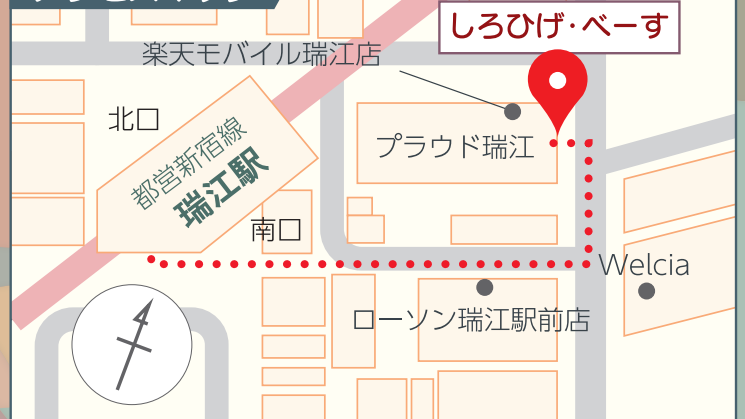 しろひげ・べーす
楽天モバイル瑞江店
北口
プラウド瑞江
都営新宿線
瑞江駅
南口
Welcia
ローソン瑞江駅前店